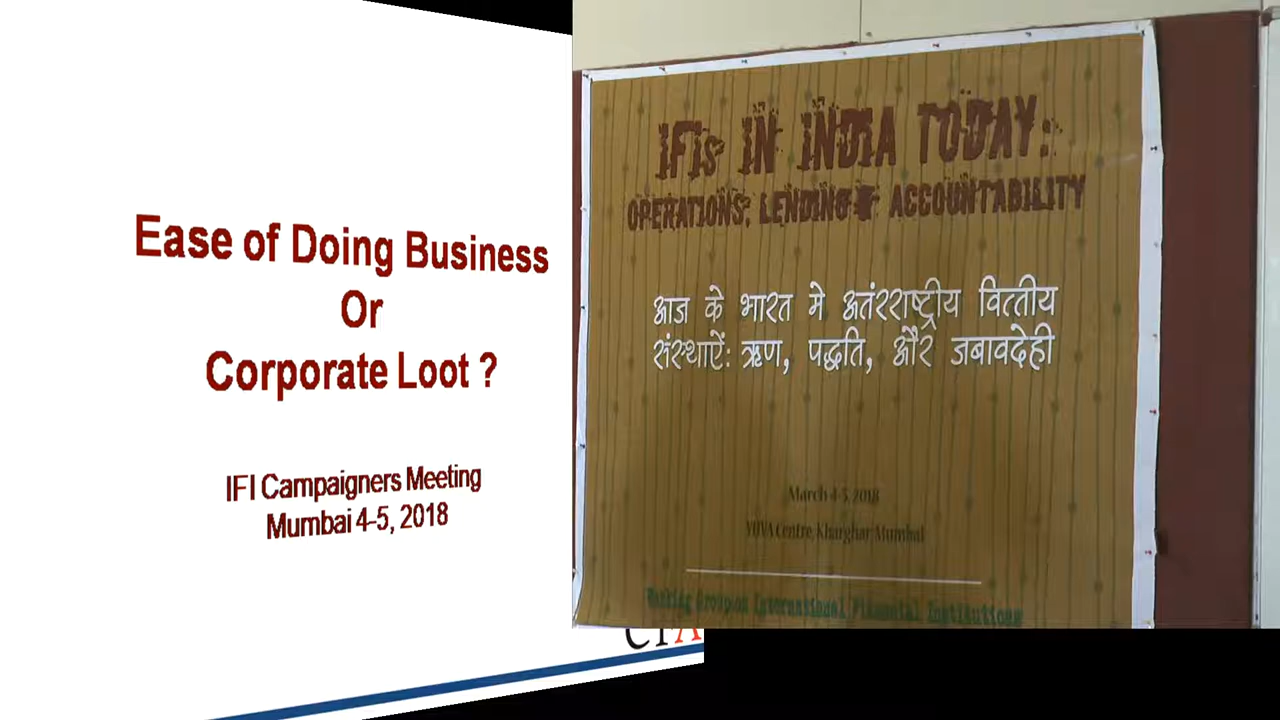 Ease of Doing Business
Or
Corporate Loot ?
IFI Campaigners Meeting
Mumbai 4-5, 2018
IFIs IN INDIA TODAY:
OPERATIONS, LENDING & ACCOUNTABILITY
आज के भारत मे अतंरराष्ट्रीय वित्तीय
संस्थाऐं: ऋण, पद्धति, और जबावदेही
March 4-5, 2018
YUVA Centre, Kharghar, Mumbai
Working Group on International Financial Institutions